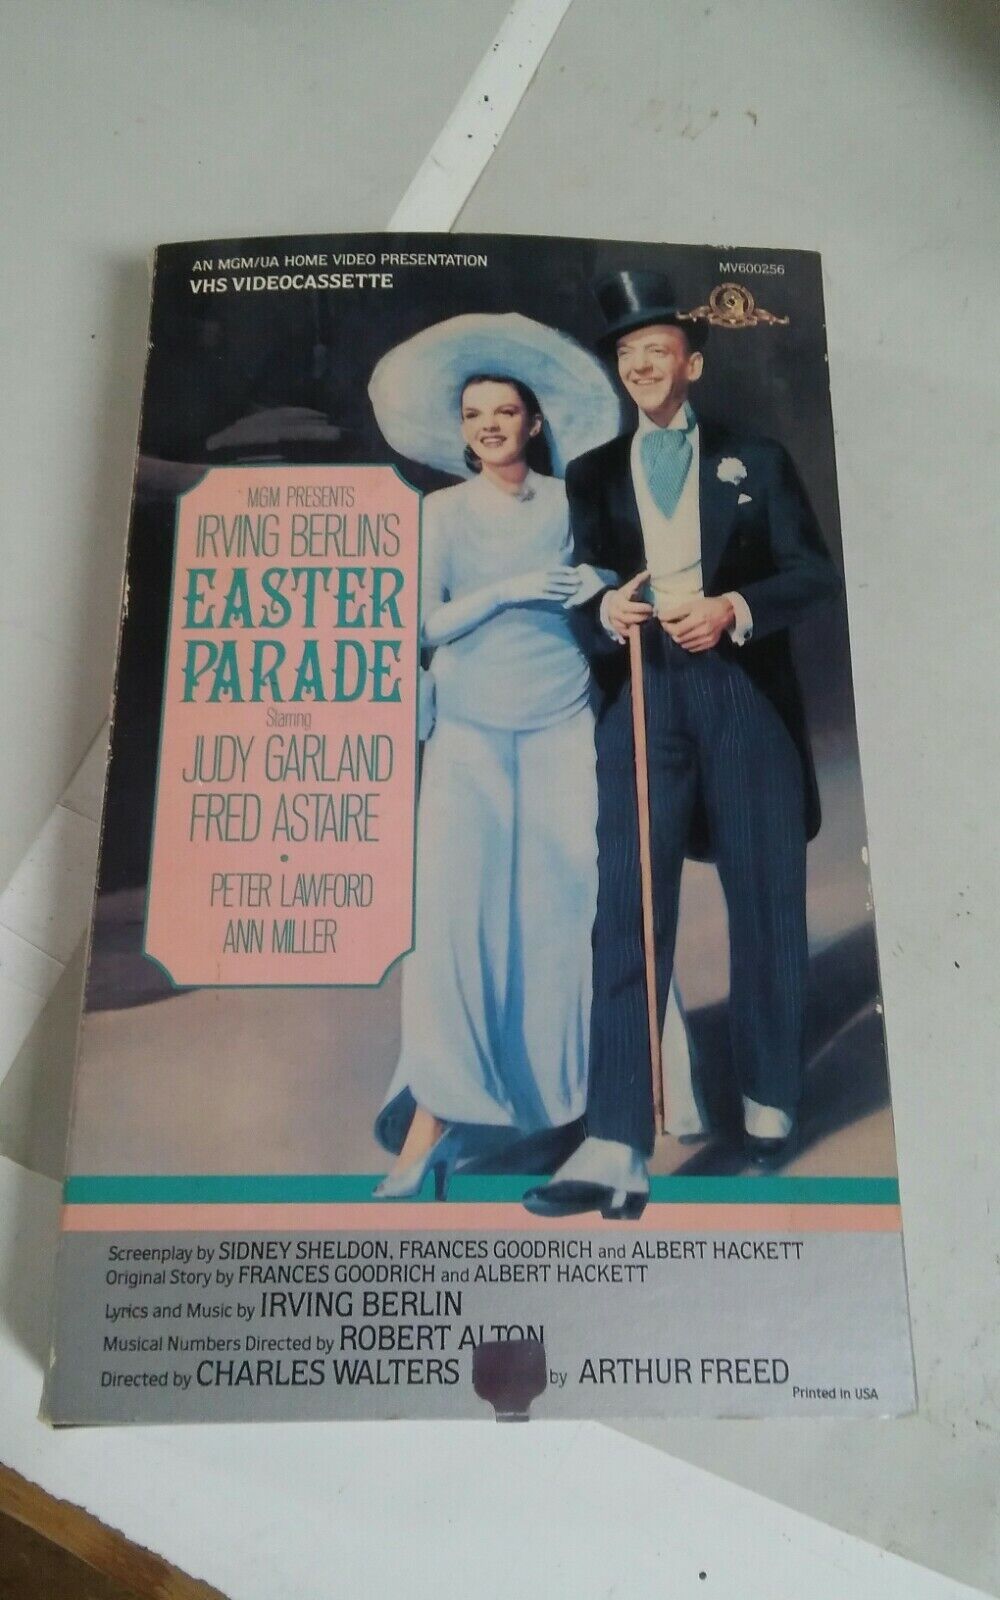 AN MGM/UA HOME VIDEO PRESENTATION
VHS VIDEOCASSETTE
MV600256
MGM PRESENTS
IRVING BERLIN'S
EASTER
PARADE
Starring
JUDY GARLAND
FRED ASTAIRE
•
PETER LAWFORD
ANN MILLER
Screenplay by SIDNEY SHELDON, FRANCES GOODRICH and ALBERT HACKETT
Original Story by FRANCES GOODRICH and ALBERT HACKETT
Lyrics and Music by IRVING BERLIN
Musical Numbers Directed by ROBERT ALTON
Directed by CHARLES WALTERS by ARTHUR FREED
Printed in USA